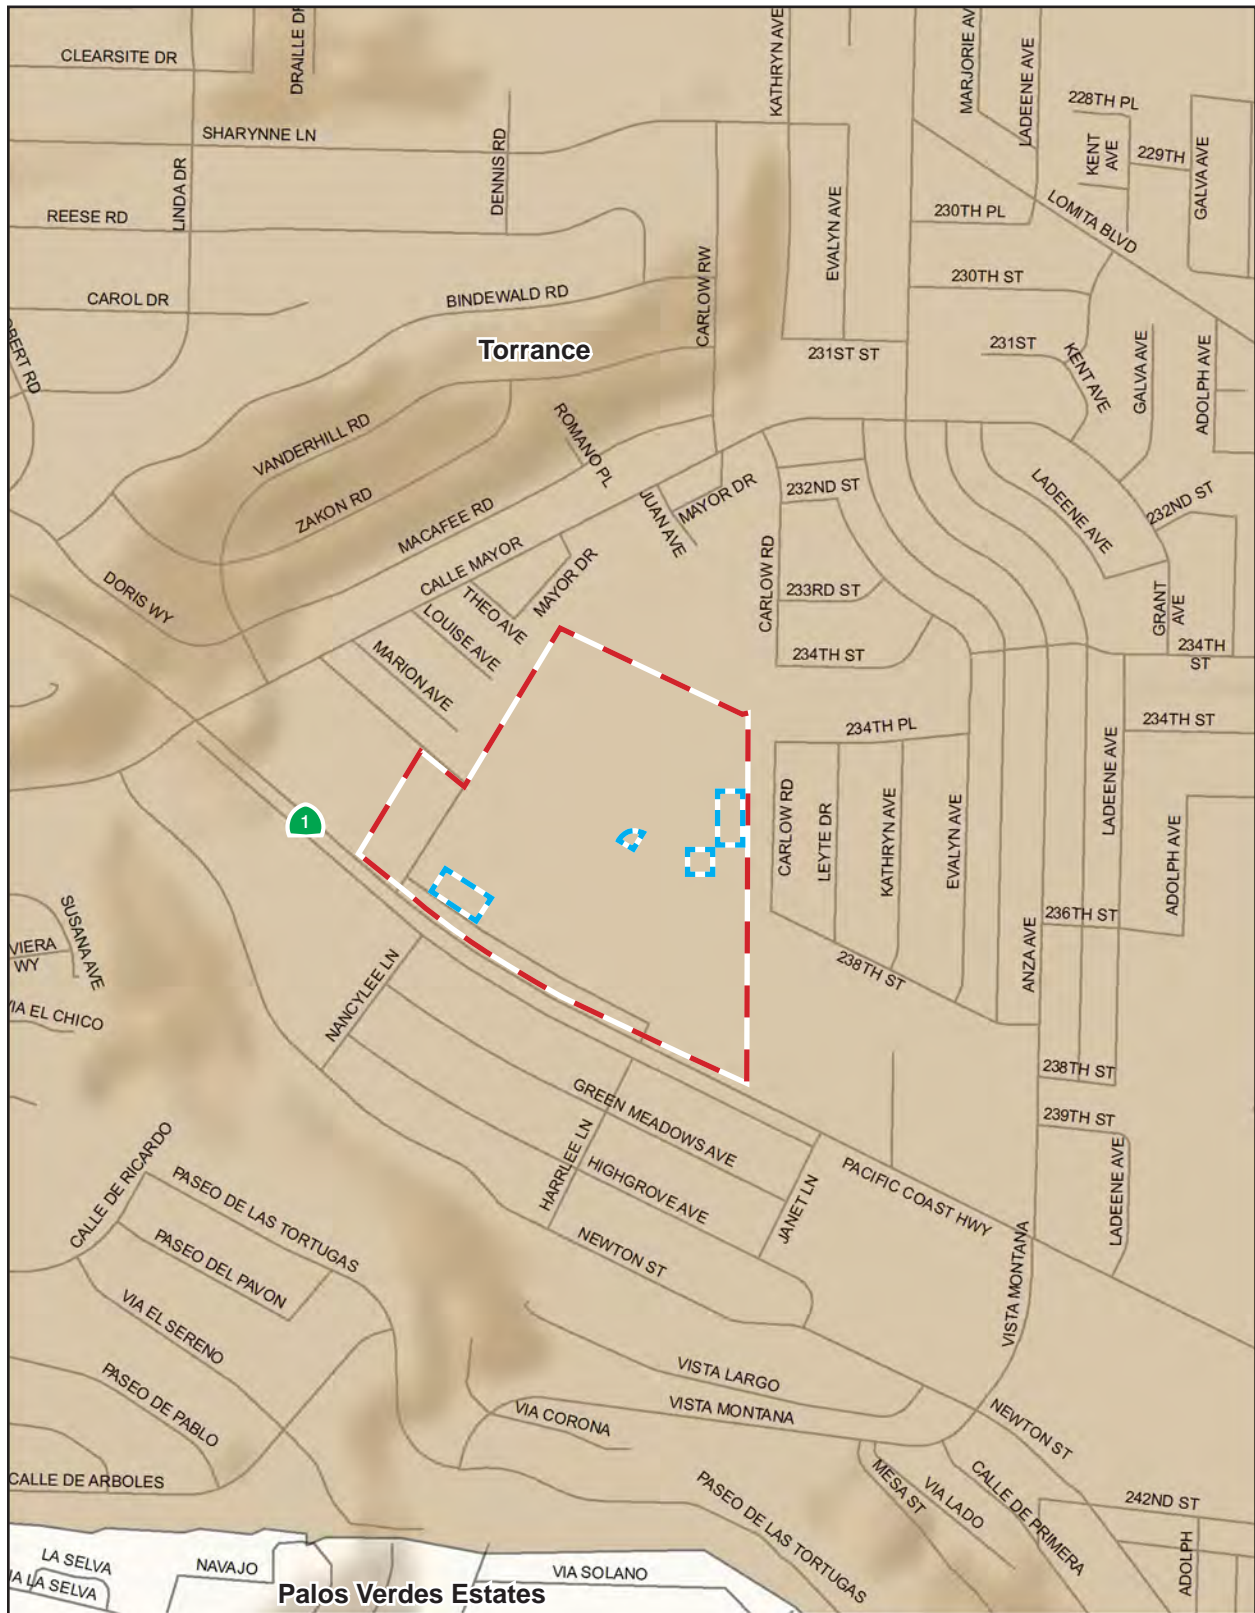 CLEARSITE DR
DRAILLE DR
KATHRYN AVE
MARJORIE AV
LADEENE AVE
228TH PL
KENT
AVE
229TH
GALVA AVE
SHARYNNE LN
LINDA DR
DENNIS RD
REESE RD
EVALYN AVE
230TH PL
LOMITA BLVD
CARLOW RW
230TH ST
CAROL DR
BINDEWALD RD
OBERT RD
Torrance
231ST ST
231ST
KENT AVE
GALVA AVE
ADOLPH AVE
VANDERHILL RD
ROMANO PL
ZAKON RD
MACAFEE RD
JUAN AVE
MAYOR DR
232ND ST
LADEENE AVE
232ND ST
CALLE MAYOR
DORIS WY
THEO AVE
MAYOR DR
CARLOW RD
233RD ST
GRANT
AVE
LOUISE AVE
MARION AVE
234TH ST
234TH
ST
234TH PL
234TH ST
1
CARLOW RD
LEYTE DR
KATHRYN AVE
EVALYN AVE
LADEENE AVE
ADOLPH AVE
SUSANA AVE
VIERA
WY
236TH ST
ANZA AVE
238TH ST
NANCYLEE LN
VIA EL CHICO
238TH ST
GREEN MEADOWS AVE
239TH ST
HARRLEE LN
HIGHGROVE AVE
JANET LN
PACIFIC COAST HWY
LADEENE AVE
CALLE DE RICARDO
PASEO DE LAS TORTUGAS
PASEO DEL PAVON
NEWTON ST
VISTA MONTANA
VIA EL SERENO
PASEO DE PABLO
VISTA LARGO
VISTA MONTANA
VIA CORONA
NEWTON ST
CALLE DE ARBOLES
PASEO DE LAS TORTUGAS
MESA ST
VIA LADO
CALLE DE PRIMERA
242ND ST
ADOLPH
LA SELVA
IA LA SELVA
NAVAJO
VIA SOLANO
Palos Verdes Estates